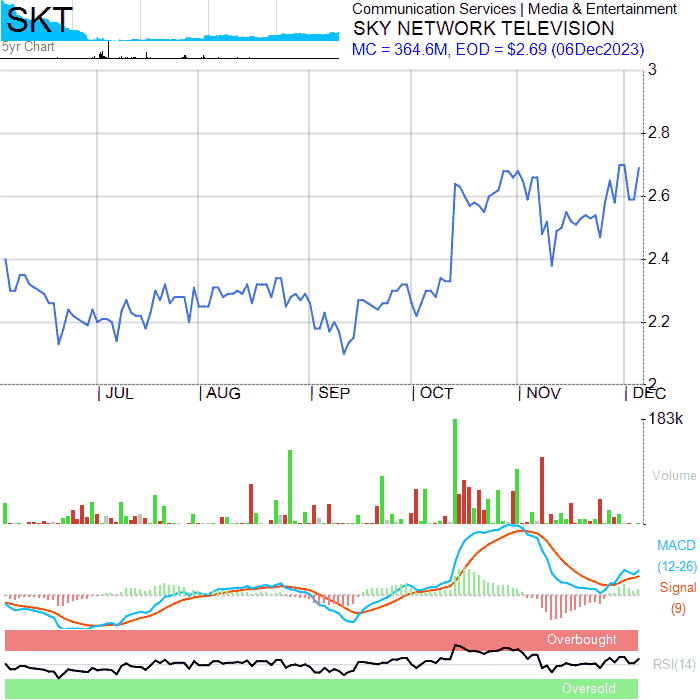 SKT
5yr Chart
Communication Services | Media & Entertainment
SKY NETWORK TELEVISION
MC = 364.6M, EOD = $2.69 (06Dec2023)
3
2.8
2.6
2.4
2.2
2
JUL
AUG
SEP
OCT
NOV
DEC
183k
Volume
MACD
(12-26)
Signal
(9)
Overbought
RSI(14)
Oversold